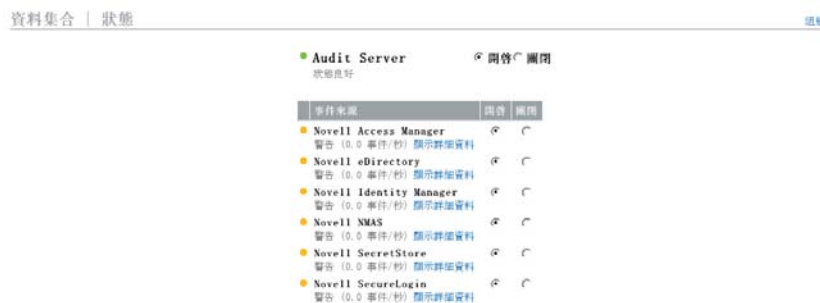 資料集合 | 狀態
Audit Server 開啓 關閉
狀態良好
事件來源 開啓 關閉
Novell Access Manager
警告 (0.0 事件/秒) 顯示詳細資料
Novell eDirectory
警告 (0.0 事件/秒) 顯示詳細資料
Novell Identity Manager
警告 (0.0 事件/秒) 顯示詳細資料
Novell NMAS
警告 (0.0 事件/秒) 顯示詳細資料
Novell SecretStore
警告 (0.0 事件/秒) 顯示詳細資料
Novell SecureLogin
警告 (0.0 事件/秒) 顯示詳細資料